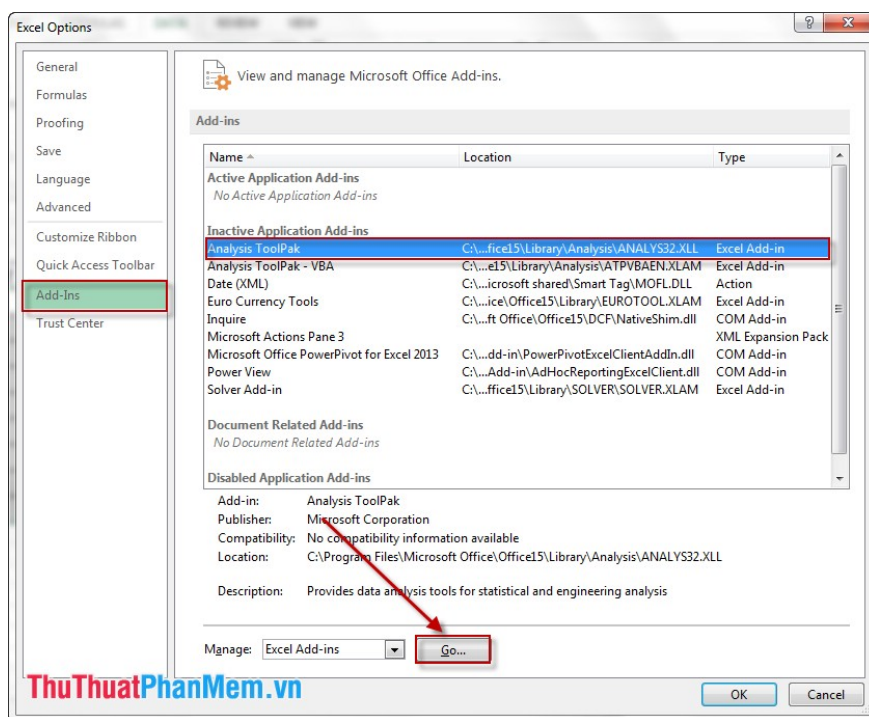 Excel Options
General
Formulas
Proofing
Save
Language
Advanced
Customize Ribbon
Quick Access Toolbar
Add-Ins
Trust Center
View and manage Microsoft Office Add-ins.
Add-ins
Name Location Type
Active Application Add-ins
No Active Application Add-ins
Inactive Application Add-ins
Analysis ToolPak C:\...fice15\Library\Analysis\ANALYS32.XLL Excel Add-in
Analysis ToolPak - VBA C:\...e15\Library\Analysis\ATPVBAEN.XLAM Excel Add-in
Date (XML) C:\...icrosoft shared\Smart Tag\MOFL.DLL Action
Euro Currency Tools C:\...ice\Office15\Library\EUROTOOL.XLAM Excel Add-in
Inquire C:\...ft Office\Office15\DCF\NativeShim.dll COM Add-in
Microsoft Actions Pane 3 XML Expansion Pack
Microsoft Office PowerPivot for Excel 2013 C:\...dd-in\PowerPivotExcelClientAddIn.dll COM Add-in
Power View C:\...Add-in\AdHocReportingExcelClient.dll COM Add-in
Solver Add-in C:\...ffice15\Library\SOLVER\SOLVER.XLAM Excel Add-in
Document Related Add-ins
No Document Related Add-ins
Disabled Application Add-ins
Add-in: Analysis ToolPak
Publisher: Microsoft Corporation
Compatibility: No compatibility information available
Location: C:\Program Files\Microsoft Office\Office15\Library\Analysis\ANALYS32.XLL
Description: Provides data analysis tools for statistical and engineering analysis
Manage: Excel Add-ins Go...
ThuThuatPhanMem.vn
OK Cancel